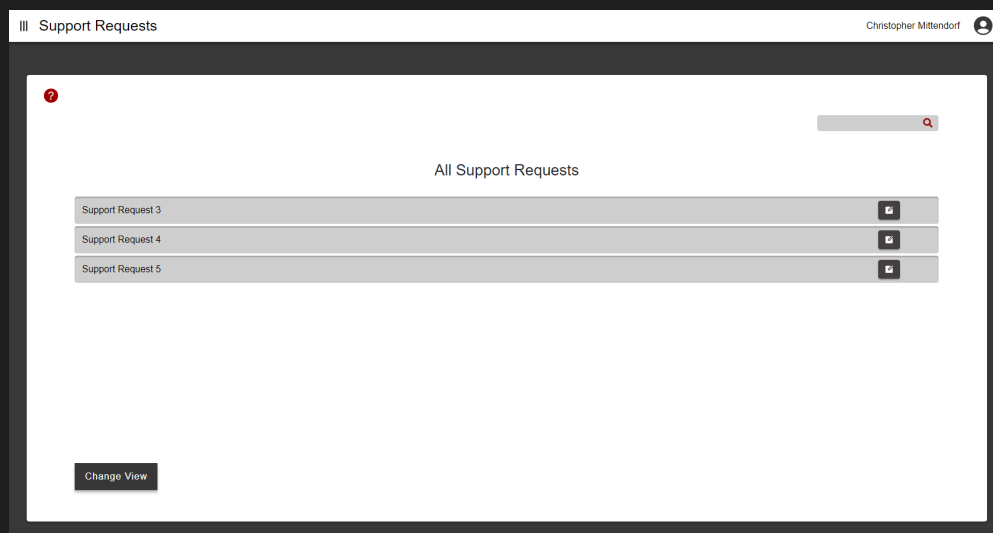 Support Requests
Christopher Mittendorf
?
All Support Requests
Support Request 3
Support Request 4
Support Request 5
Change View